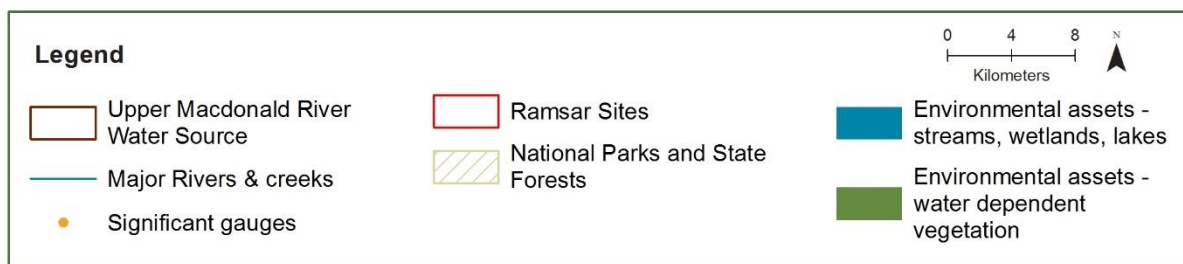 Legend
0 4 8
Kilometers
N
Upper Macdonald River
Water Source
Major Rivers & creeks
Significant gauges
Ramsar Sites
National Parks and State
Forests
Environmental assets -
streams, wetlands, lakes
Environmental assets -
water dependent
vegetation